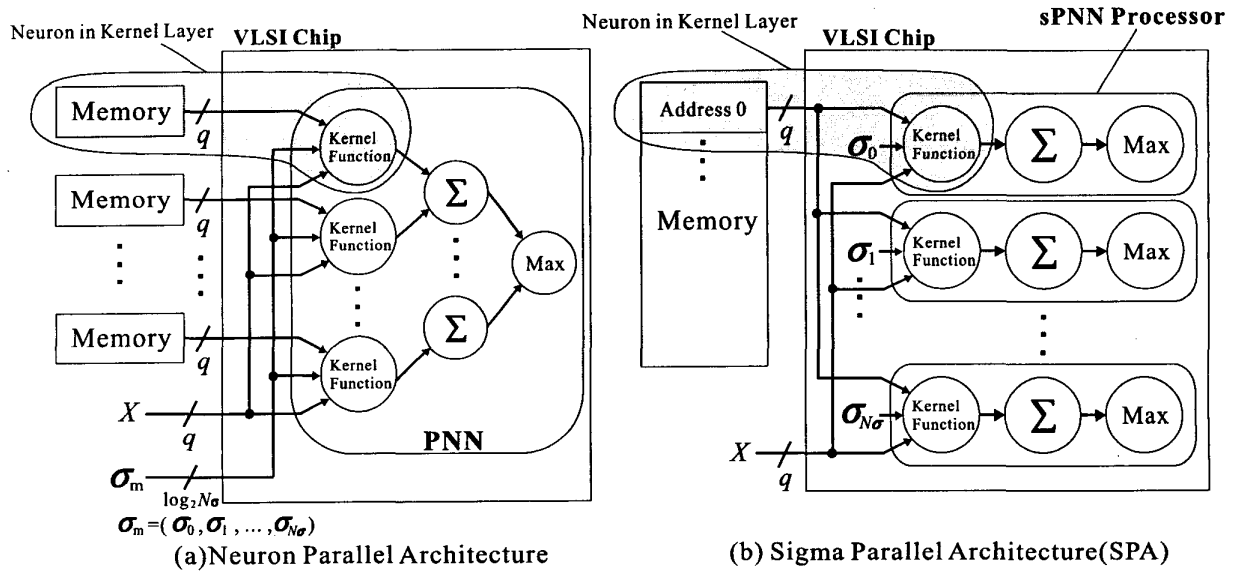 Neuron in Kernel Layer
VLSI Chip
Memory
q
Kernel
Function
Memory
q
Kernel
Function
Σ
Max
Memory
q
Kernel
Function
Σ
X
q
PNN
σm
log2Nσ
σm=( σ0,σ1 , ... ,σNσ)
(a)Neuron Parallel Architecture
sPNN Processor
Neuron in Kernel Layer
VLSI Chip
Address 0
q
σ0
Kernel
Function
Σ
Max
Memory
σ1
Kernel
Function
Σ
Max
σNσ
Kernel
Function
Σ
Max
X
q
(b) Sigma Parallel Architecture(SPA)